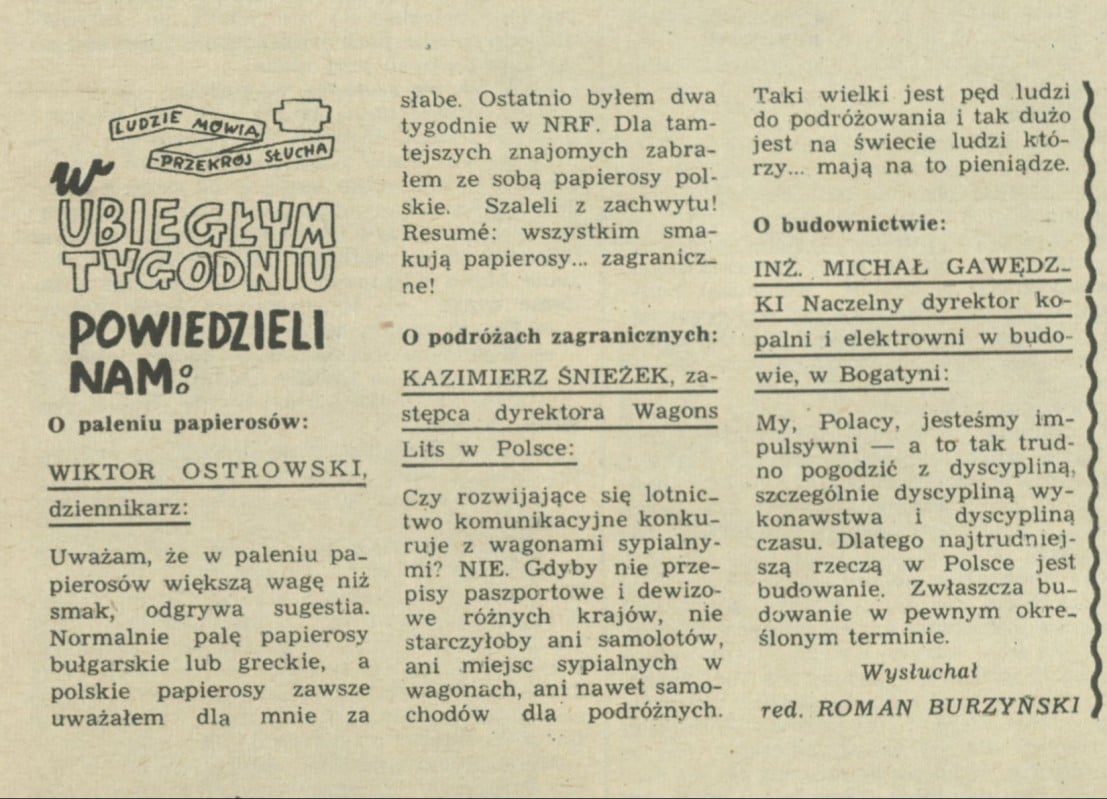 LUDZIE MÓWIĄ
PRZEKRÓJ SŁUCHA
W
UBIEGŁYM
TYGODNIU
POWIEDZIELI
NAM:
O paleniu papierosów:
WIKTOR OSTROWSKI,
dziennikarz:
Uważam, że w paleniu pa-
pierosów większą wagę niż
smak, odgrywa sugestia.
Normalnie palę papierosy
bułgarskie lub greckie, a
polskie papierosy zawsze
uważałem dla mnie za
słabe. Ostatnio byłem dwa
tygodnie w NRF. Dla tam-
tejszych znajomych zabra-
łem ze sobą papierosy pol-
skie. Szaleli z zachwytu!
Resumé: wszystkim sma-
kują papierosy... zagranicz-
ne!
O podróżach zagranicznych:
KAZIMIERZ ŚNIEŻEK, za-
stępca dyrektora Wagons
Lits w Polsce:
Czy rozwijające się lotnic-
two komunikacyjne konku-
ruje z wagonami sypialny-
mi? NIE. Gdyby nie prze-
pisy paszportowe i dewizo-
we różnych krajów, nie
starczyłoby ani samolotów,
ani miejsc sypialnych w
wagonach, ani nawet samo-
chodów dla podróżnych.
Taki wielki jest pęd ludzi
do podróżowania i tak dużo
jest na świecie ludzi któ-
rzy... mają na to pieniądze.
O budownictwie:
INŻ. MICHAŁ GAWĘDZ-
KI Naczelny dyrektor ko-
palni i elektrowni w budo-
wie, w Bogatyni:
My, Polacy, jesteśmy im-
pulsywni — a to tak trud-
no pogodzić z dyscypliną,
szczególnie dyscypliną wy-
konawstwa i dyscypliną
czasu. Dlatego najtrudniej-
szą rzeczą w Polsce jest
budowanie. Zwłaszcza bu-
dowanie w pewnym okre-
ślonym terminie.
Wysłuchał
red. ROMAN BURZYŃSKI